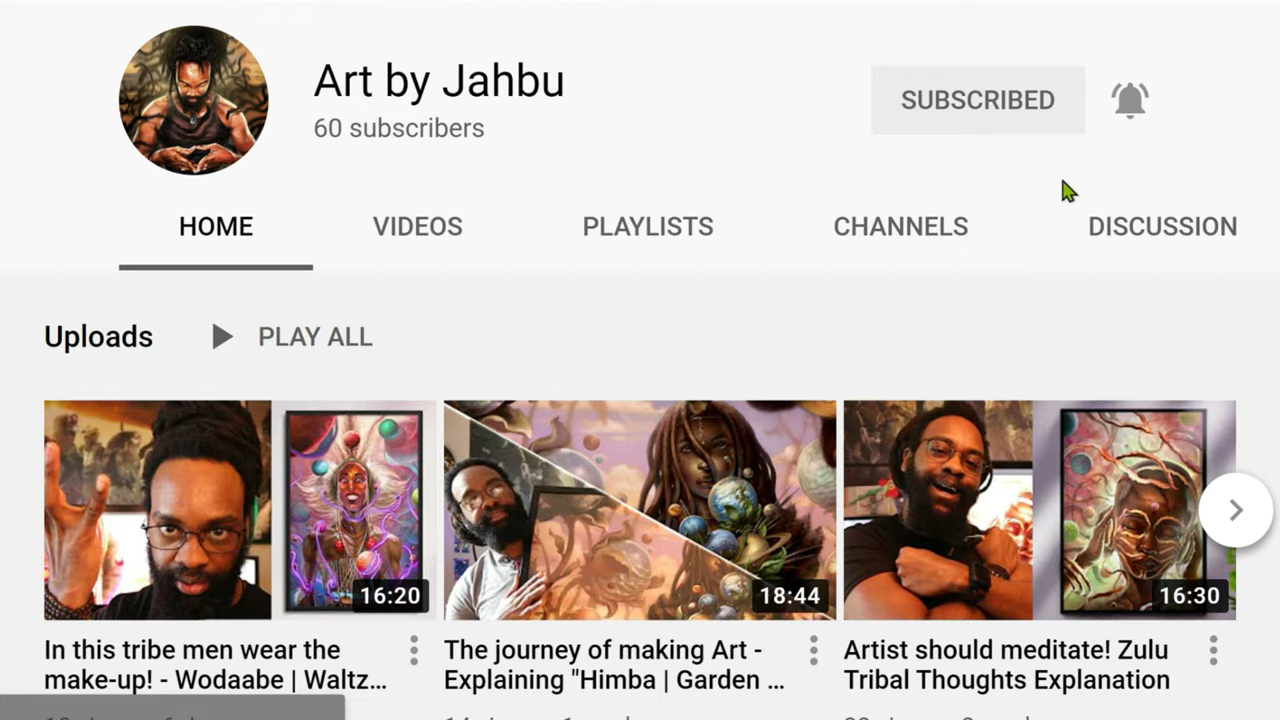 Art by Jahbu
SUBSCRIBED
60 subscribers
HOME VIDEOS PLAYLISTS CHANNELS DISCUSSION
Uploads PLAY ALL
16:20
18:44
16:30
In this tribe men wear the
make-up! - Wodaabe | Waltz...
The journey of making Art -
Explaining "Himba | Garden ...
Artist should meditate! Zulu
Tribal Thoughts Explanation